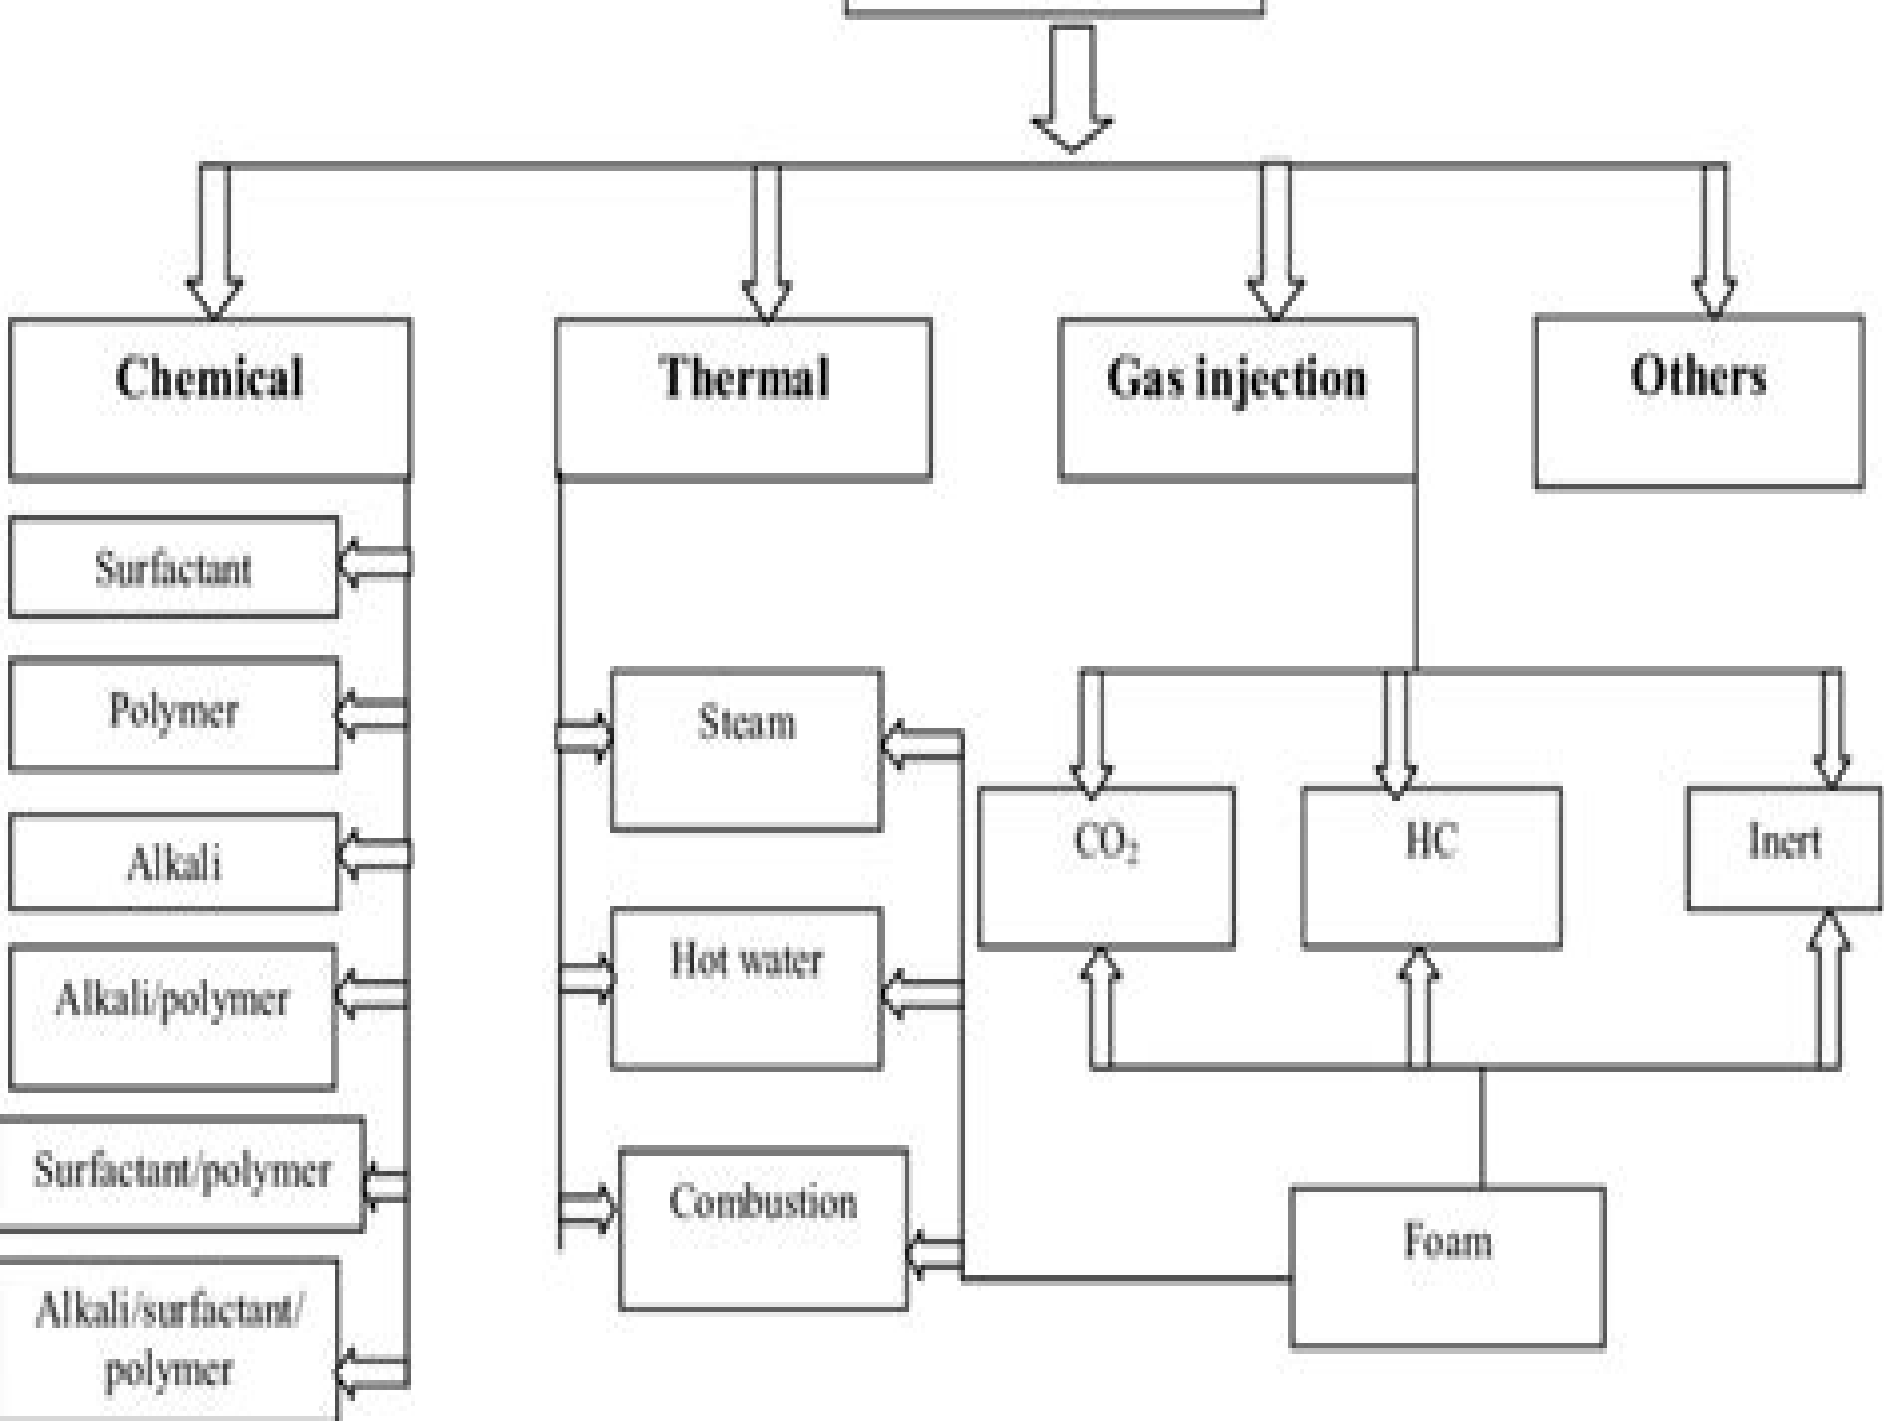 Chemical
Thermal
Gas injection
Others
Surfactant
Polymer
Alkali
Alkali/polymer
Surfactant/polymer
Alkali/surfactant/
polymer
Steam
Hot water
Combustion
CO₂
HC
Inert
Foam